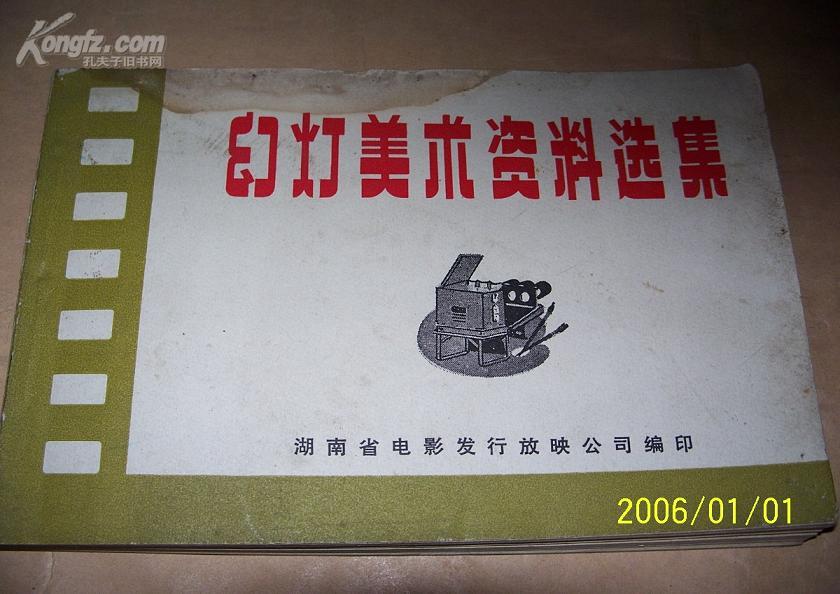 Kongfz.com
孔夫子旧书网
幻灯美术资料选集
湖南省电影发行放映公司编印
2006/01/01